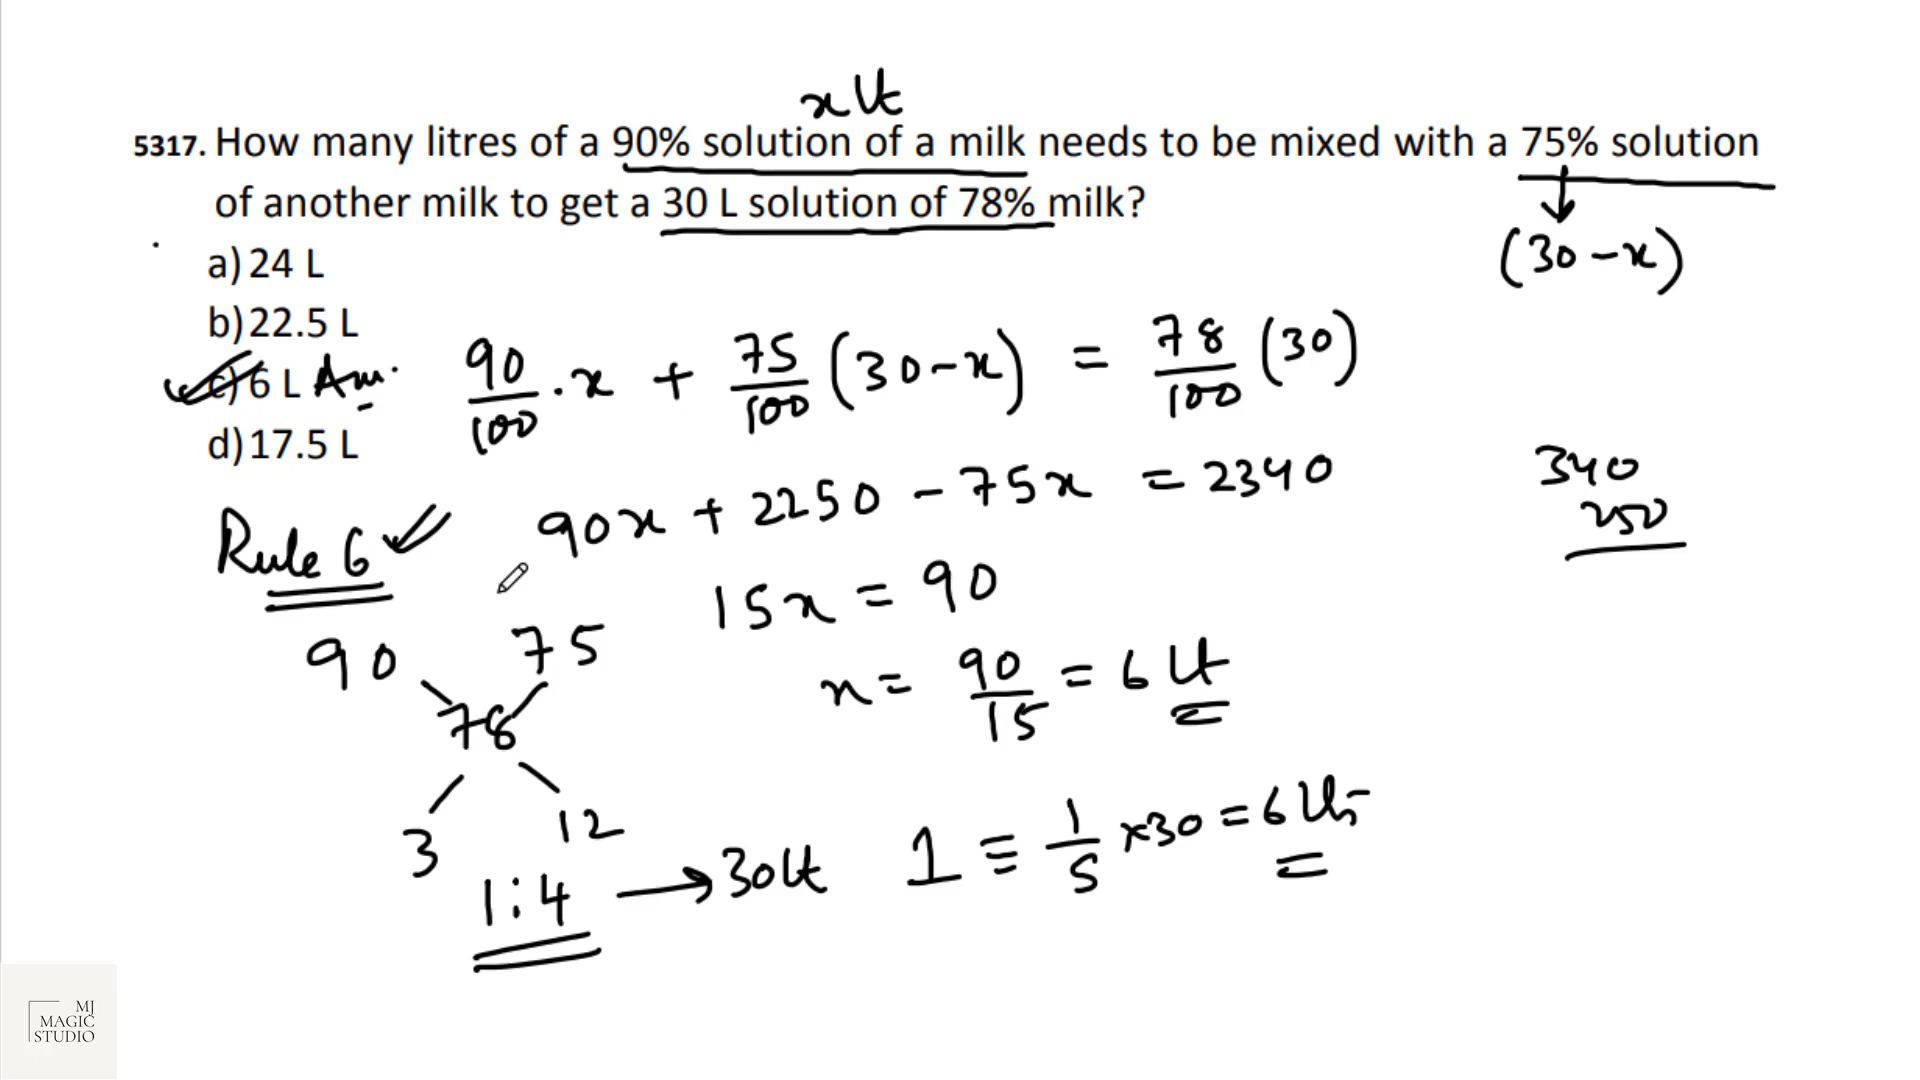 x lt
5317. How many litres of a 90% solution of a milk needs to be mixed with a 75% solution
of another milk to get a 30 L solution of 78% milk?
(30-x)
a) 24 L
b) 22.5 L
c) 6 L Ans.
d) 17.5 L
90/100 . x + 75/100 (30-x) = 78/100 (30)
90x + 2250 - 75x = 2340
340
250
Rule 6
15x = 90
90 75
78
x = 90/15 = 6 lt
3 12
1:4 → 30 lt 1 ≡ 1/5 ×30 = 6 lts
MJ
MAGIC
STUDIO